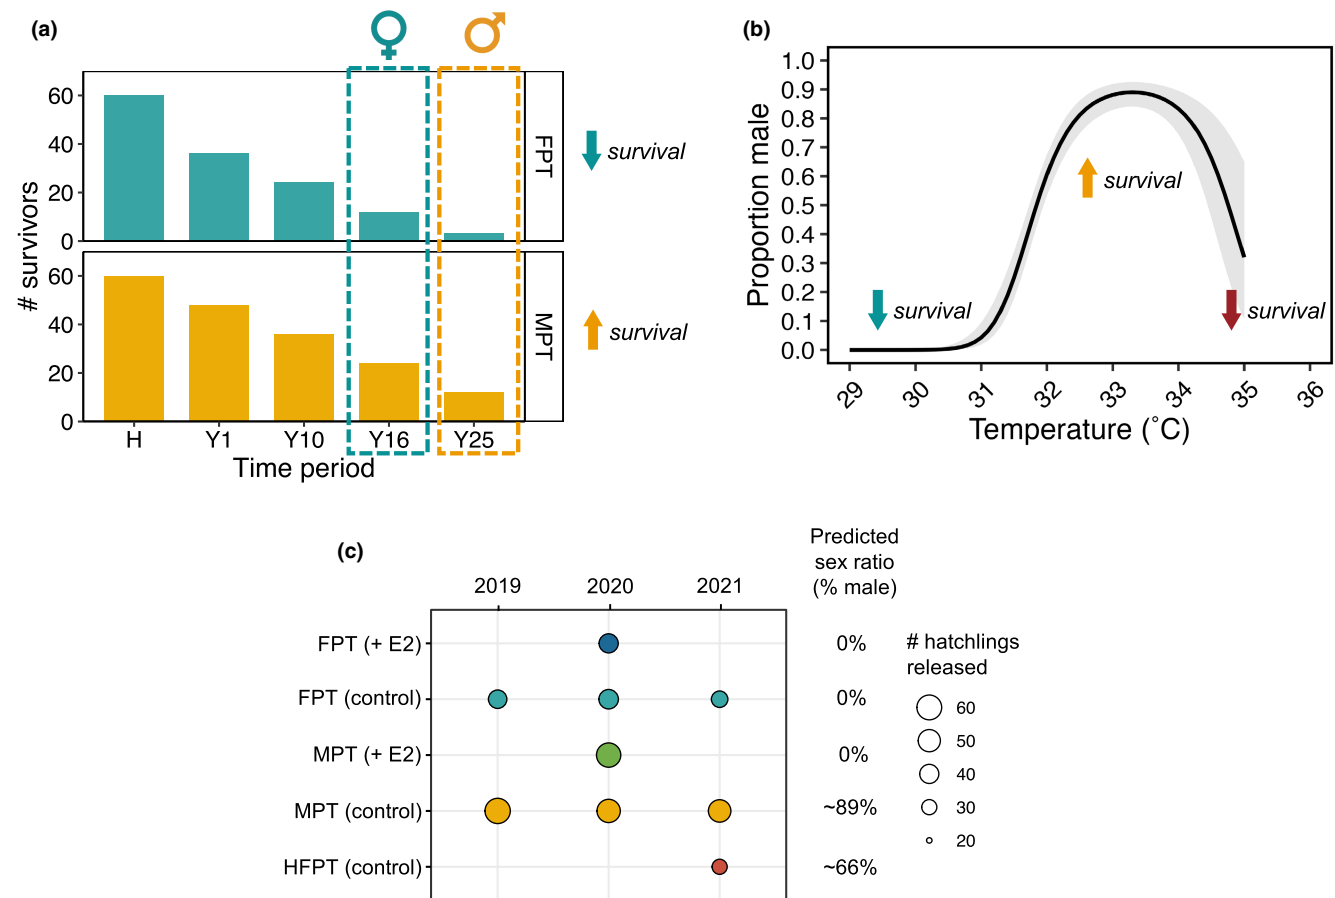 (a)
♀ ♂
# survivors
60
40
20
0
FPT
↓ survival
60
40
20
0
MPT
↑ survival
H Y1 Y10 Y16 Y25
Time period
(b)
Proportion male
1.0
0.9
0.8
0.7
0.6
0.5
0.4
0.3
0.2
0.1
0.0
survival
survival
survival
29 30 31 32 33 34 35 36
Temperature (˚C)
(c)
Predicted
sex ratio
(% male)
2019 2020 2021
FPT (+ E2) 0%
FPT (control) 0%
MPT (+ E2) 0%
MPT (control) ~89%
HFPT (control) ~66%
# hatchlings
released
60
50
40
30
20